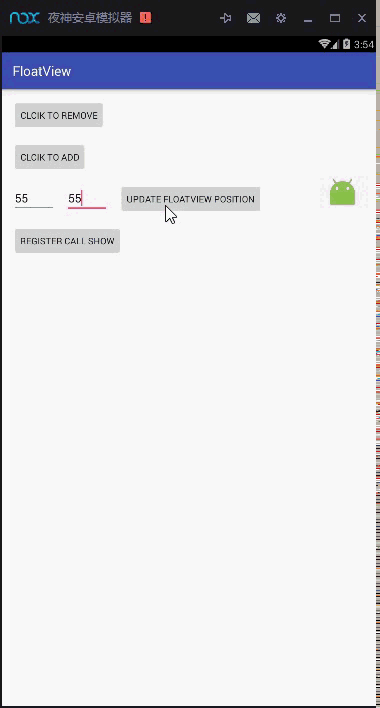 nox 夜神安卓模拟器 !
3:54
FloatView
CLCIK TO REMOVE
CLCIK TO ADD
55 55 UPDATE FLOATVIEW POSITION
REGISTER CALL SHOW